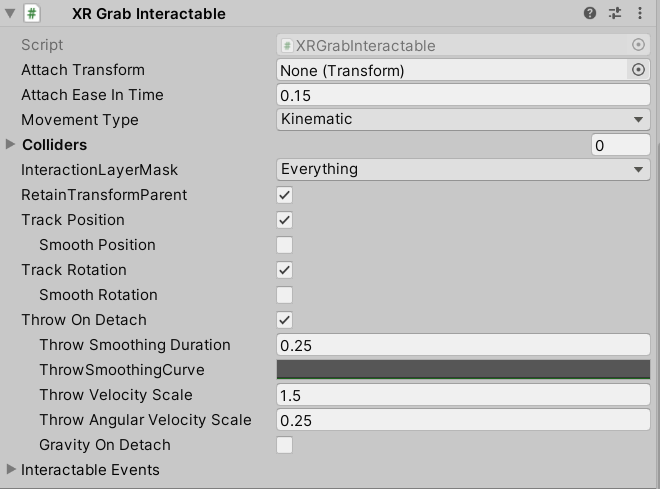 # XR Grab Interactable
Script # XRGrabInteractable
Attach Transform None (Transform)
Attach Ease In Time 0.15
Movement Type Kinematic
Colliders 0
InteractionLayerMask Everything
RetainTransformParent
Track Position
Smooth Position
Track Rotation
Smooth Rotation
Throw On Detach
Throw Smoothing Duration 0.25
ThrowSmoothingCurve
Throw Velocity Scale 1.5
Throw Angular Velocity Scale 0.25
Gravity On Detach
Interactable Events